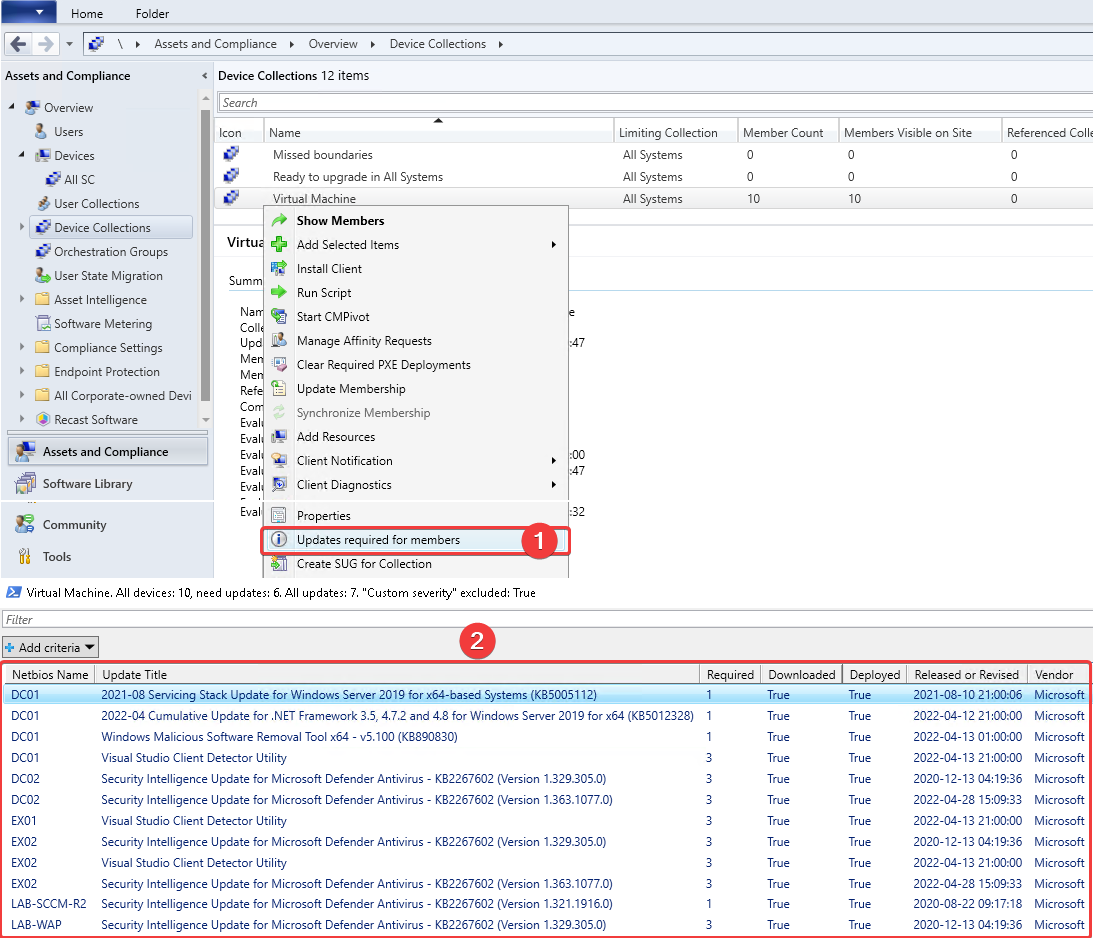 Home Folder
\ Assets and Compliance Overview Device Collections
Assets and Compliance
Overview
Users
Devices
All SC
User Collections
Device Collections
Orchestration Groups
User State Migration
Asset Intelligence
Software Metering
Compliance Settings
Endpoint Protection
All Corporate-owned Devi
Recast Software
Assets and Compliance
Software Library
Community
Tools
Device Collections 12 items
Search
Icon Name Limiting Collection Member Count Members Visible on Site Referenced Colle
Missed boundaries All Systems 0 0 0
Ready to upgrade in All Systems All Systems 0 0 0
Virtual Machine All Systems 10 10 0
Virtua
Summ
Nam e
Colle
Upda :47
Mem
Mem
Refe
Com
Evalu
Evalu
Evalu :00
Evalu :47
Evalu
Evalu :32
Show Members
Add Selected Items
Install Client
Run Script
Start CMPivot
Manage Affinity Requests
Clear Required PXE Deployments
Update Membership
Synchronize Membership
Add Resources
Client Notification
Client Diagnostics
Properties
Updates required for members 1
Create SUG for Collection
Virtual Machine. All devices: 10, need updates: 6. All updates: 7. "Custom severity" excluded: True
Filter
Add criteria
2
Netbios Name Update Title Required Downloaded Deployed Released or Revised Vendor
DC01 2021-08 Servicing Stack Update for Windows Server 2019 for x64-based Systems (KB5005112) 1 True True 2021-08-10 21:00:06 Microsoft
DC01 2022-04 Cumulative Update for .NET Framework 3.5, 4.7.2 and 4.8 for Windows Server 2019 for x64 (KB5012328) 1 True True 2022-04-12 21:00:00 Microsoft
DC01 Windows Malicious Software Removal Tool x64 - v5.100 (KB890830) 1 True True 2022-04-13 01:00:00 Microsoft
DC01 Visual Studio Client Detector Utility 3 True True 2022-04-13 21:00:00 Microsoft
DC02 Security Intelligence Update for Microsoft Defender Antivirus - KB2267602 (Version 1.329.305.0) 3 True True 2020-12-13 04:19:36 Microsoft
DC02 Security Intelligence Update for Microsoft Defender Antivirus - KB2267602 (Version 1.363.1077.0) 3 True True 2022-04-28 15:09:33 Microsoft
EX01 Visual Studio Client Detector Utility 3 True True 2022-04-13 21:00:00 Microsoft
EX02 Security Intelligence Update for Microsoft Defender Antivirus - KB2267602 (Version 1.329.305.0) 3 True True 2020-12-13 04:19:36 Microsoft
EX02 Visual Studio Client Detector Utility 3 True True 2022-04-13 21:00:00 Microsoft
EX02 Security Intelligence Update for Microsoft Defender Antivirus - KB2267602 (Version 1.363.1077.0) 3 True True 2022-04-28 15:09:33 Microsoft
LAB-SCCM-R2 Security Intelligence Update for Microsoft Defender Antivirus - KB2267602 (Version 1.321.1916.0) 1 True True 2020-08-22 09:17:18 Microsoft
LAB-WAP Security Intelligence Update for Microsoft Defender Antivirus - KB2267602 (Version 1.329.305.0) 3 True True 2020-12-13 04:19:36 Microsoft